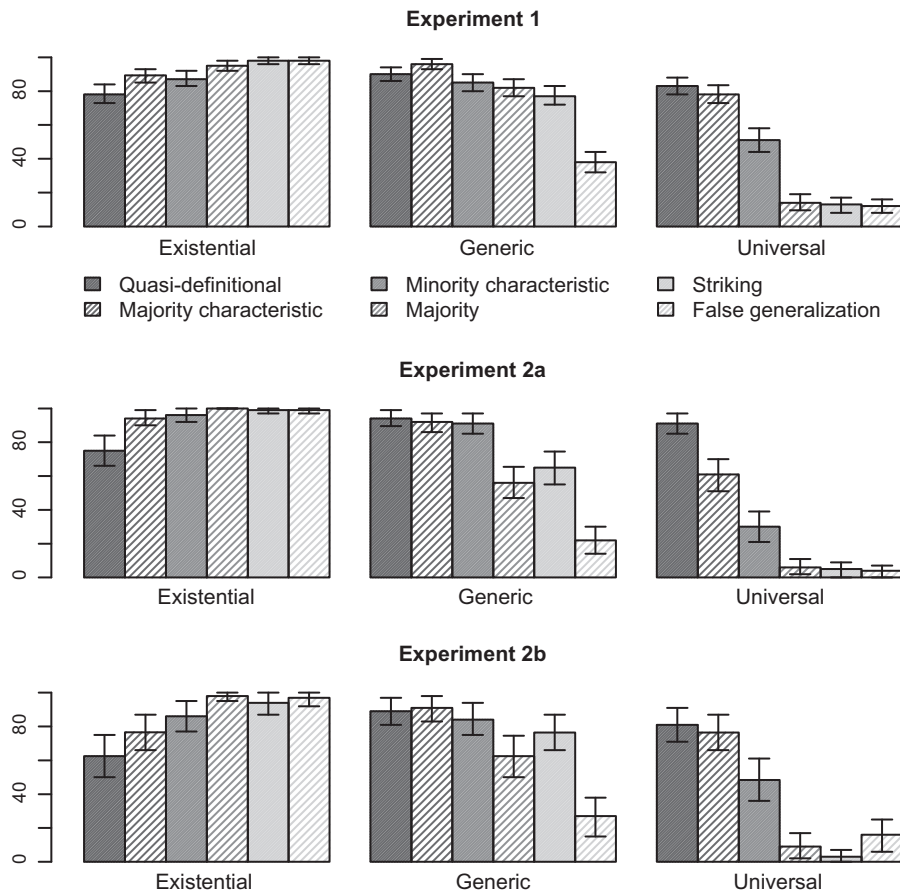 Experiment 1
0 40 80
Existential Generic Universal
Quasi-definitional Minority characteristic Striking
Majority characteristic Majority False generalization
Experiment 2a
0 40 80
Existential Generic Universal
Experiment 2b
0 40 80
Existential Generic Universal